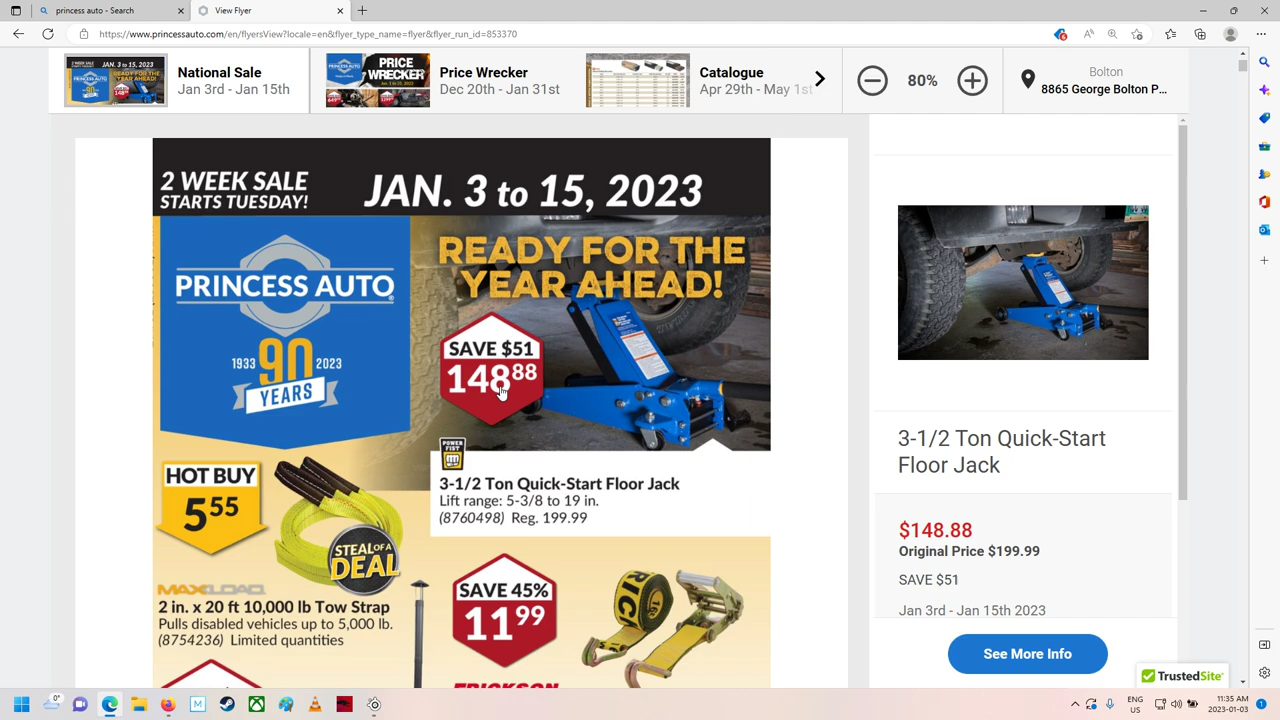 princess auto - Search
View Flyer
https://www.princessauto.com/en/flyersView?locale=en&flyer_type_name=flyer&flyer_run_id=853370
National Sale
Jan 3rd - Jan 15th
Price Wrecker
Dec 20th - Jan 31st
Catalogue
Apr 29th - May 1st
80%
Bolton
8865 George Bolton P...
2 WEEK SALE
STARTS TUESDAY!
JAN. 3 to 15, 2023
PRINCESS AUTO
1933 90 2023
YEARS
READY FOR THE
YEAR AHEAD!
SAVE $51
148 88
POWER
FIST
3-1/2 Ton Quick-Start Floor Jack
Lift range: 5-3/8 to 19 in.
(8760498) Reg. 199.99
HOT BUY
5 55
STEAL OF A
DEAL
MAXLOAD
2 in. x 20 ft 10,000 lb Tow Strap
Pulls disabled vehicles up to 5,000 lb.
(8754236) Limited quantities
SAVE 45%
11 99
ERICKSON
3-1/2 Ton Quick-Start
Floor Jack
$148.88
Original Price $199.99
SAVE $51
Jan 3rd - Jan 15th 2023
See More Info
TrustedSite
0°
ENG
US
11:35 AM
2023-01-03